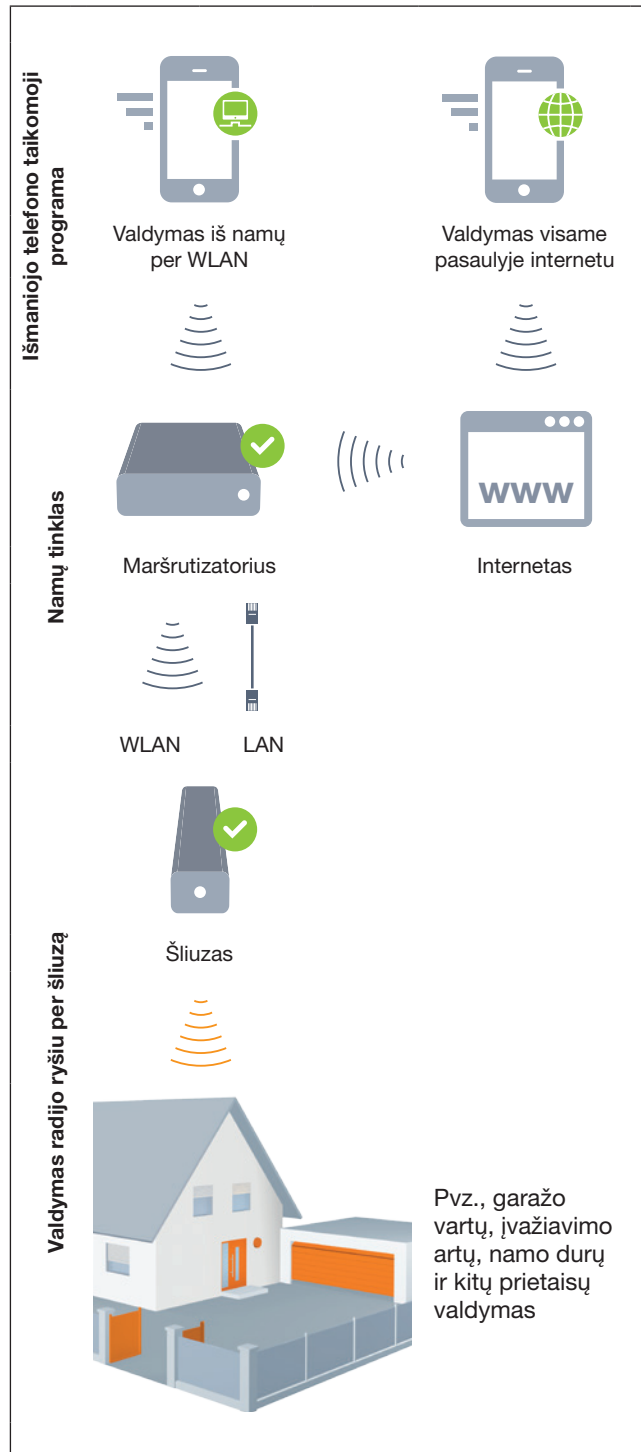 Išmaniojo telefono taikomoji
programa
Valdymas iš namų
per WLAN
Valdymas visame
pasaulyje internetu
Namų tinklas
www
Maršrutizatorius
Internetas
WLAN
LAN
Valdymas radijo ryšiu per šliuzą
Šliuzas
Pvz., garažo
vartų, įvažiavimo
artų, namo durų
ir kitų prietaisų
valdymas